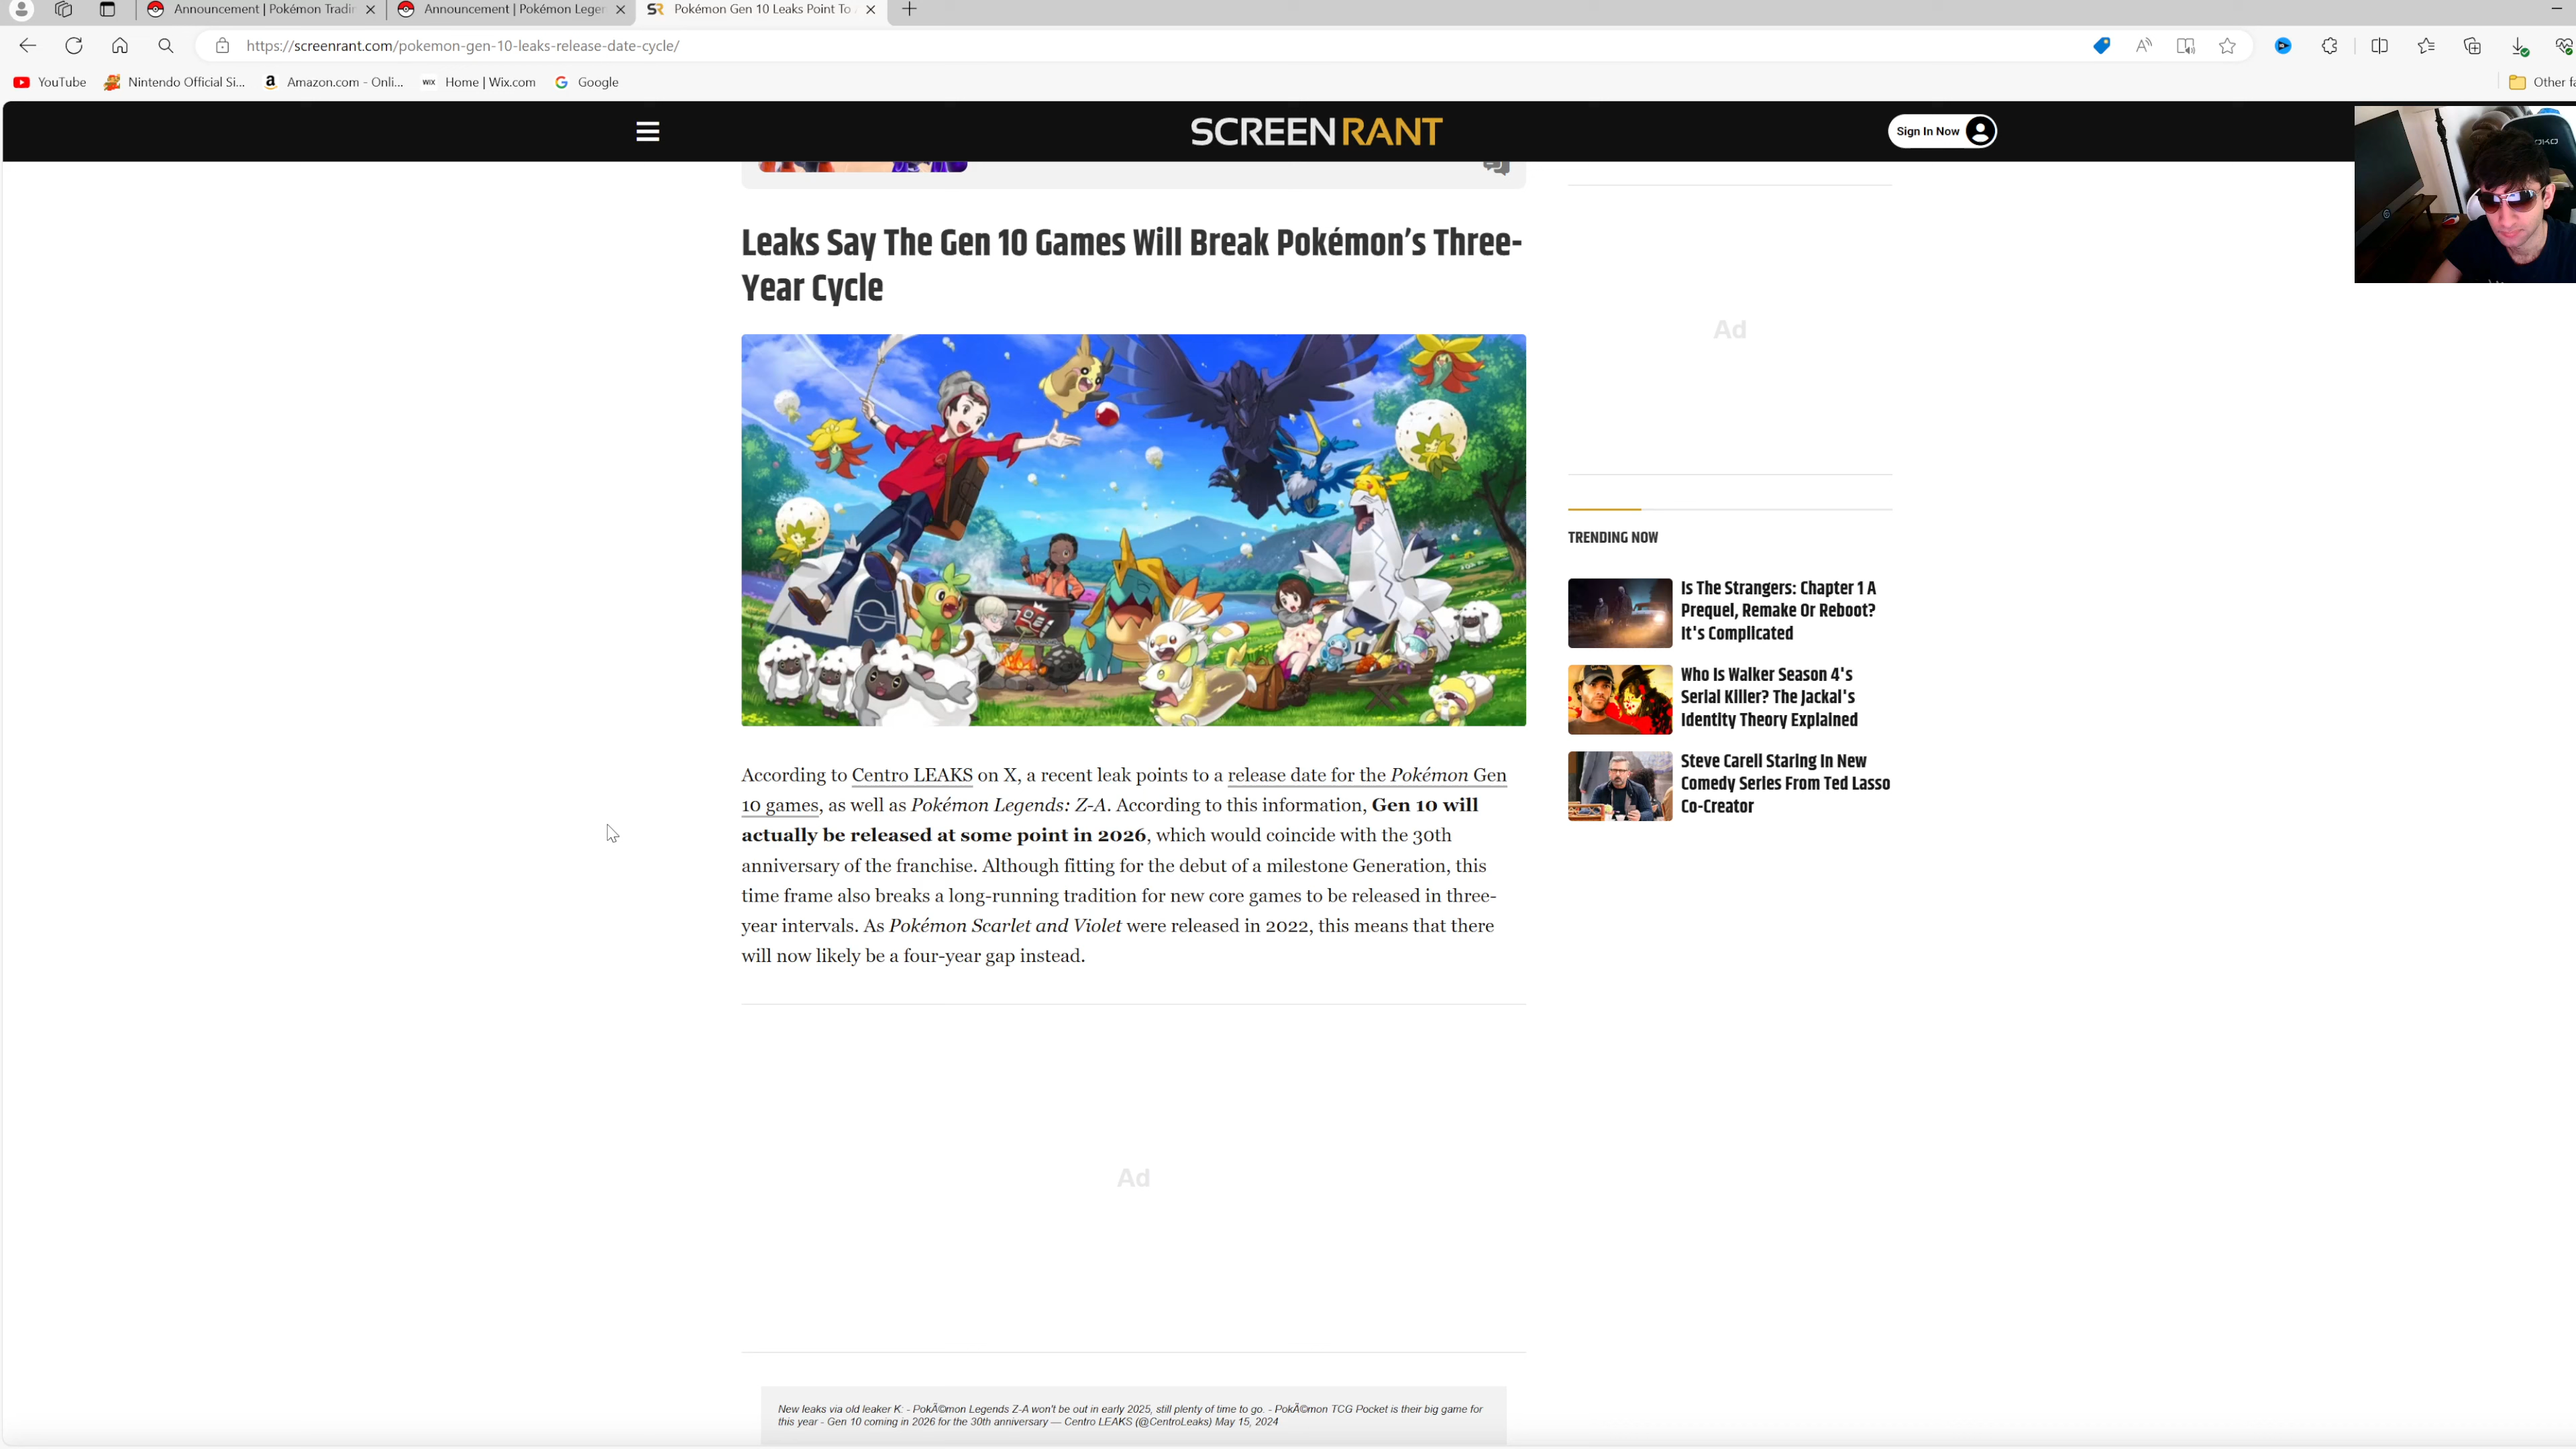 Announcement | Pokémon Tradin
Announcement | Pokémon Legen
SR Pokémon Gen 10 Leaks Point To
https://screenrant.com/pokemon-gen-10-leaks-release-date-cycle/
YouTube
Nintendo Official Si...
Amazon.com - Onli...
WIX Home | Wix.com
Google
Other fa
SCREENRANT
Sign In Now
Leaks Say The Gen 10 Games Will Break Pokémon's Three-
Year Cycle
Ad
TRENDING NOW
Is The Strangers: Chapter 1 A
Prequel, Remake Or Reboot?
It's Complicated
Who Is Walker Season 4's
Serial Killer? The Jackal's
Identity Theory Explained
Steve Carell Staring In New
Comedy Series From Ted Lasso
Co-Creator
According to Centro LEAKS on X, a recent leak points to a release date for the Pokémon Gen
10 games, as well as Pokémon Legends: Z-A. According to this information, Gen 10 will
actually be released at some point in 2026, which would coincide with the 30th
anniversary of the franchise. Although fitting for the debut of a milestone Generation, this
time frame also breaks a long-running tradition for new core games to be released in three-
year intervals. As Pokémon Scarlet and Violet were released in 2022, this means that there
will now likely be a four-year gap instead.
Ad
New leaks via old leaker K: - PokÃ©mon Legends Z-A won't be out in early 2025, still plenty of time to go. - PokÃ©mon TCG Pocket is their big game for
this year - Gen 10 coming in 2026 for the 30th anniversary — Centro LEAKS (@CentroLeaks) May 15, 2024